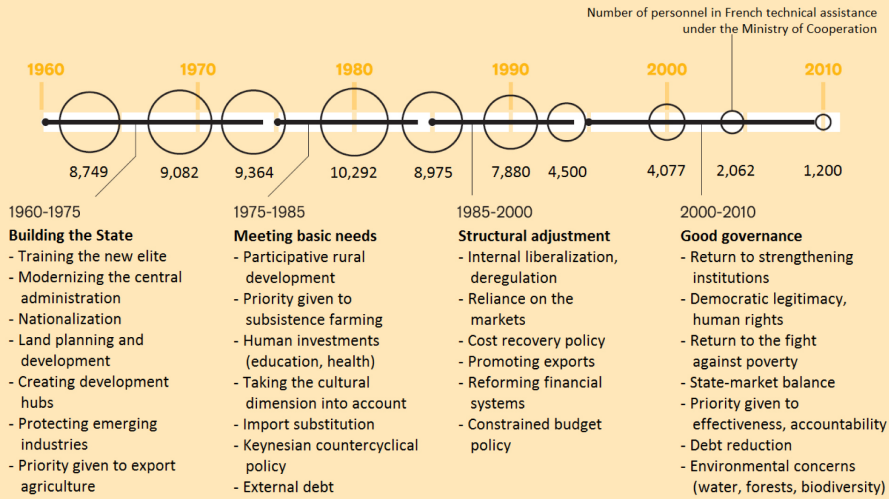 Number of personnel in French technical assistance
under the Ministry of Cooperation
1960
1970
1980
1990
2000
2010
8,749
9,082
9,364
10,292
8,975
7,880
4,500
4,077
2,062
1,200
1960-1975
Building the State
- Training the new elite
- Modernizing the central
administration
- Nationalization
- Land planning and
development
- Creating development
hubs
- Protecting emerging
industries
- Priority given to export
agriculture
1975-1985
Meeting basic needs
- Participative rural
development
- Priority given to
subsistence farming
- Human investments
(education, health)
- Taking the cultural
dimension into account
- Import substitution
- Keynesian countercyclical
policy
- External debt
1985-2000
Structural adjustment
- Internal liberalization,
deregulation
- Reliance on the
markets
- Cost recovery policy
- Promoting exports
- Reforming financial
systems
- Constrained budget
policy
2000-2010
Good governance
- Return to strengthening
institutions
- Democratic legitimacy,
human rights
- Return to the fight
against poverty
- State-market balance
- Priority given to
effectiveness, accountability
- Debt reduction
- Environmental concerns
(water, forests, biodiversity)